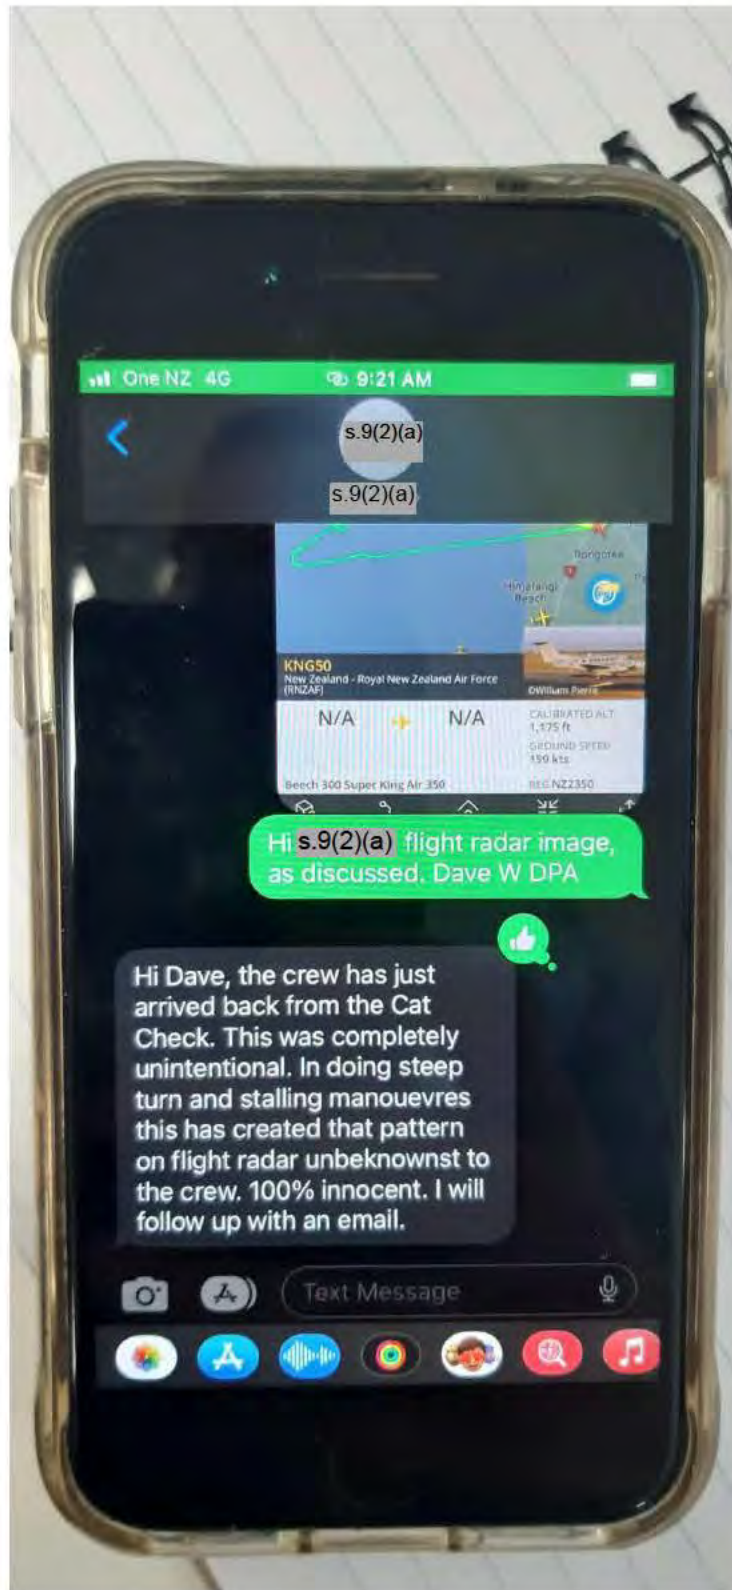 One NZ 4G 9:21 AM
s.9(2)(a)
s.9(2)(a)
Rongotea
Himatangi
Beach
KNG50
New Zealand - Royal New Zealand Air Force
(RNZAF)
©William Pierre
N/A N/A
CALIBRATED ALT
1,175 ft
GROUND SPEED
159 kts
Beech 300 Super King Air 350
REG NZ2350
Hi s.9(2)(a) flight radar image,
as discussed. Dave W DPA
Hi Dave, the crew has just
arrived back from the Cat
Check. This was completely
unintentional. In doing steep
turn and stalling manouevres
this has created that pattern
on flight radar unbeknownst to
the crew. 100% innocent. I will
follow up with an email.
Text Message